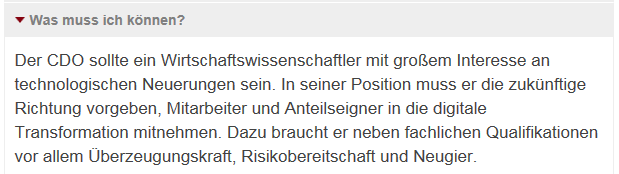 Was muss ich können?
Der CDO sollte ein Wirtschaftswissenschaftler mit großem Interesse an
technologischen Neuerungen sein. In seiner Position muss er die zukünftige
Richtung vorgeben, Mitarbeiter und Anteilseigner in die digitale
Transformation mitnehmen. Dazu braucht er neben fachlichen Qualifikationen
vor allem Überzeugungskraft, Risikobereitschaft und Neugier.